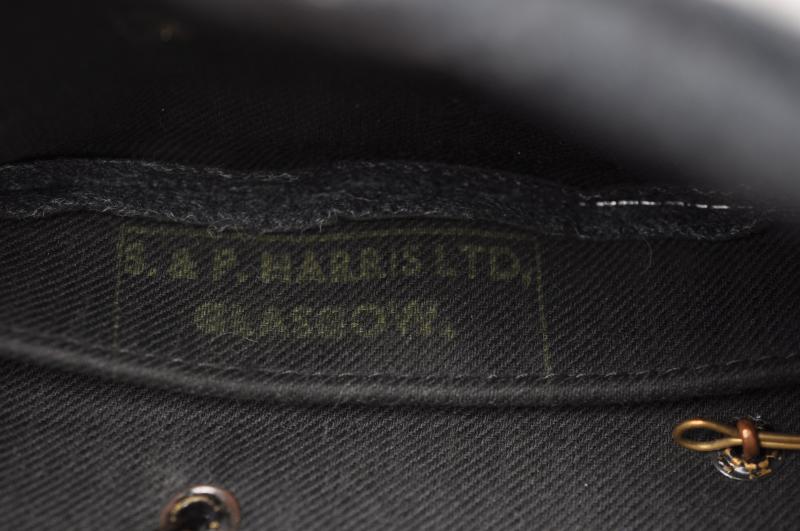 S. & P. HARRIS LTD,
GLASGOW.